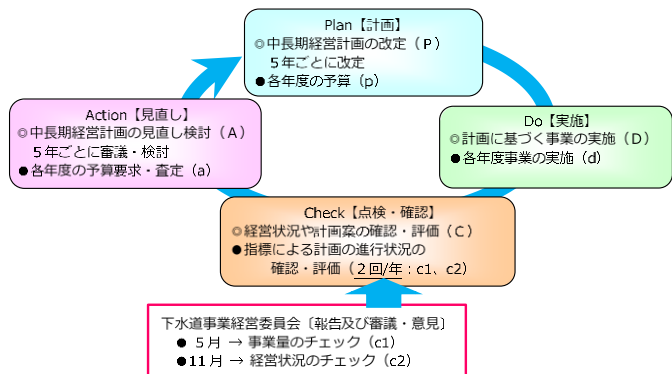 Plan【計画】
◎中長期経営計画の改定（P）
５年ごとに改定
●各年度の予算（p）
Action【見直し】
◎中長期経営計画の見直し検討（A）
５年ごとに審議・検討
●各年度の予算要求・査定（a）
Do【実施】
◎計画に基づく事業の実施（D）
●各年度事業の実施（d）
Check【点検・確認】
◎経営状況や計画案の確認・評価（C）
●指標による計画の進行状況の
確認・評価（２回/年：c1、c2）
下水道事業経営委員会〔報告及び審議・意見〕
● ５月 → 事業量のチェック（c1）
●11月 → 経営状況のチェック（c2）